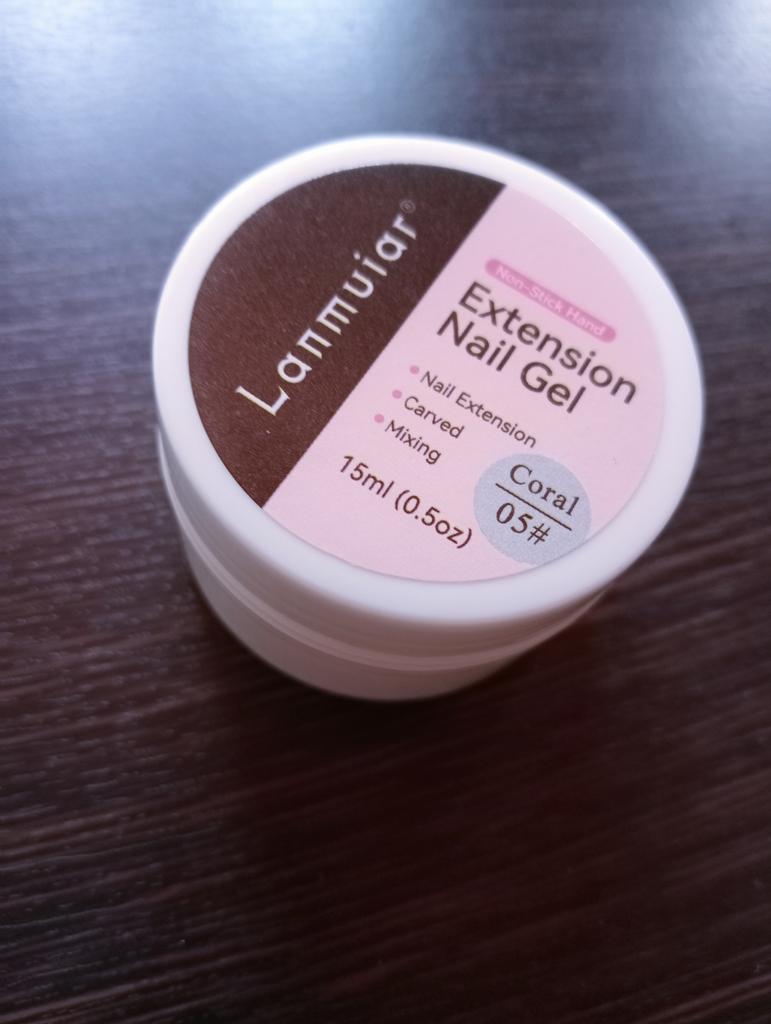 Lanmuiar®
Non-Stick Hand
Extension
Nail Gel
• Nail Extension
• Carved
• Mixing
15ml (0.5oz)
Coral
05#